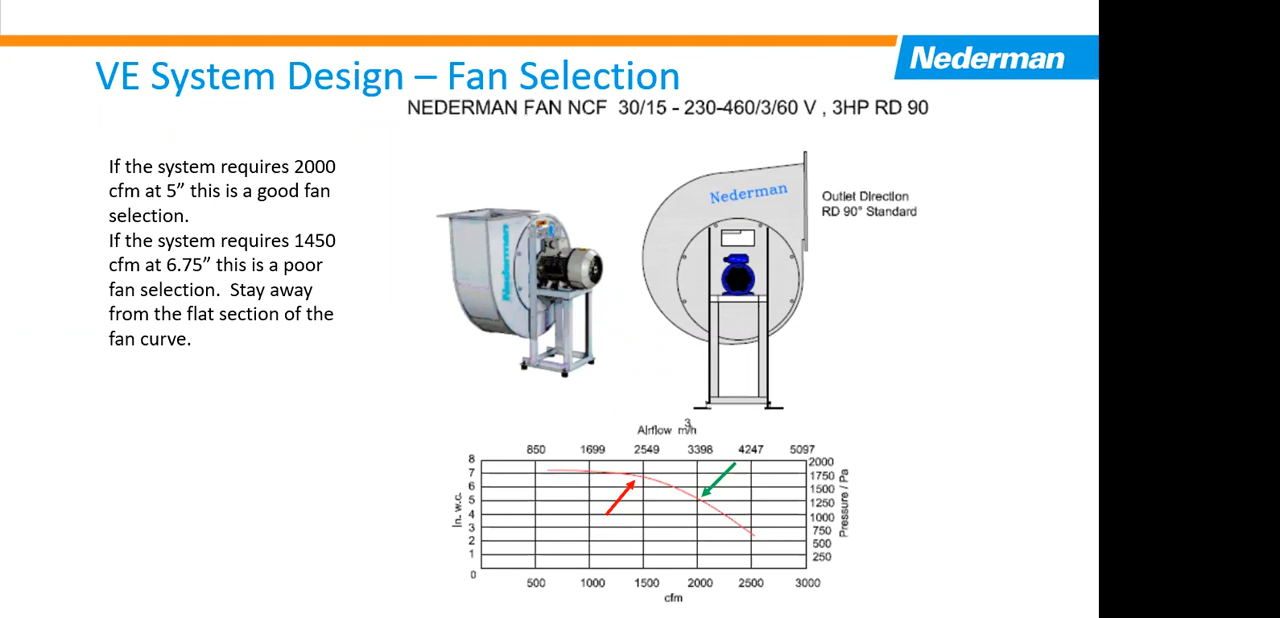 Nederman
VE System Design – Fan Selection
NEDERMAN FAN NCF 30/15 - 230-460/3/60 V , 3HP RD 90
If the system requires 2000
cfm at 5” this is a good fan
selection.
If the system requires 1450
cfm at 6.75” this is a poor
fan selection. Stay away
from the flat section of the
fan curve.
Nederman
Nederman
Outlet Direction
RD 90° Standard
Airflow m³/h
850 1699 2549 3398 4247 5097
8
7
6
5
4
3
2
1
0
In. w.c.
2000
1750
1500
1250
1000
750
500
250
Pressure / Pa
500 1000 1500 2000 2500 3000
cfm